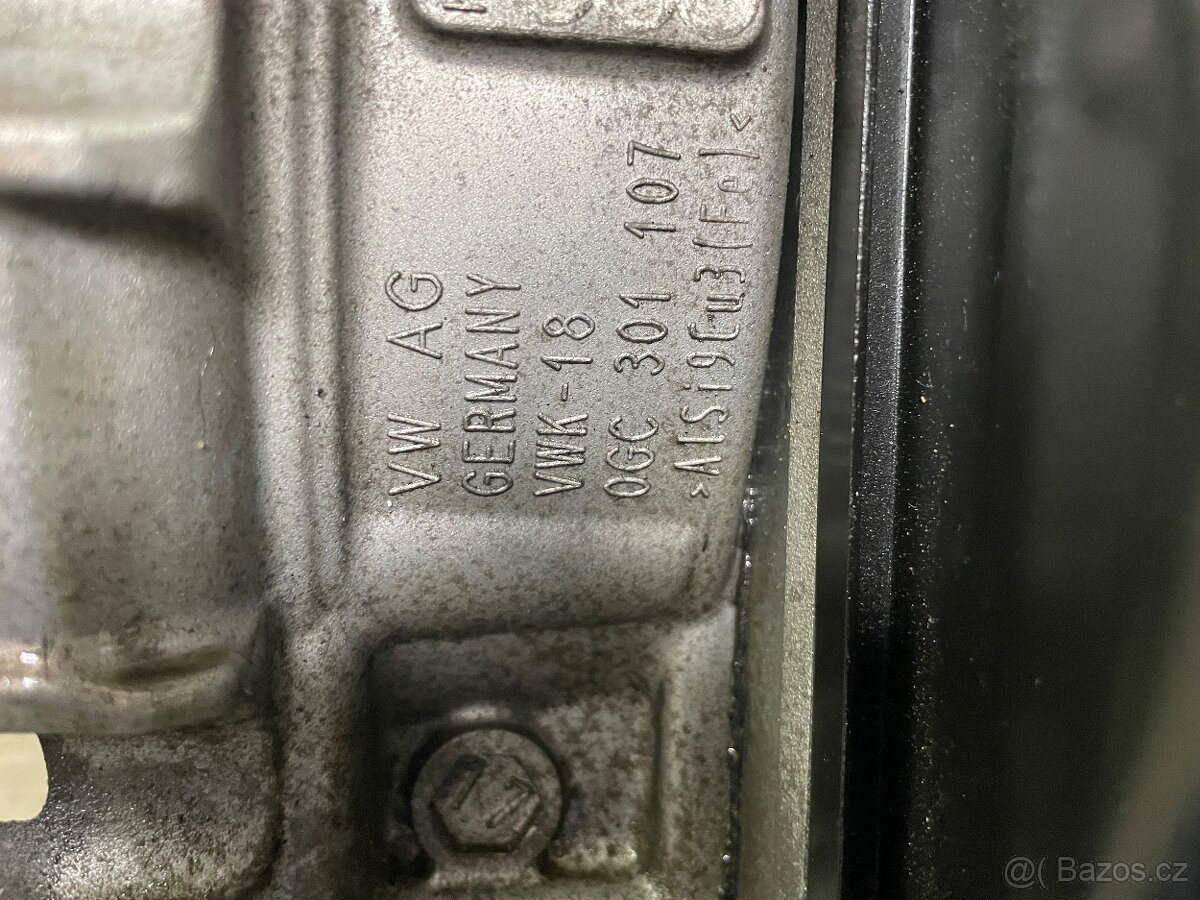 VW AG
GERMANY
VWK-18
0GC 301 107
>AlSi9Cu3(Fe)<
@( Bazos.cz